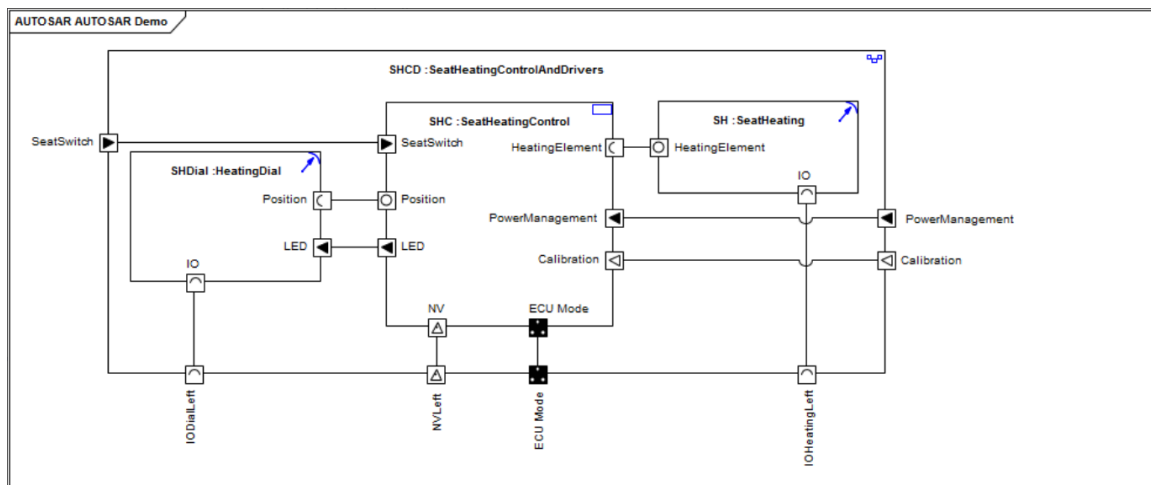 AUTOSAR AUTOSAR Demo
SHCD :SeatHeatingControlAndDrivers
SHC :SeatHeatingControl
SH :SeatHeating
SeatSwitch
SeatSwitch
HeatingElement
HeatingElement
SHDial :HeatingDial
IO
Position
Position
PowerManagement
PowerManagement
LED
LED
Calibration
Calibration
IO
NV
ECU Mode
IODialLeft
NVLeft
ECU Mode
IOHeatingLeft